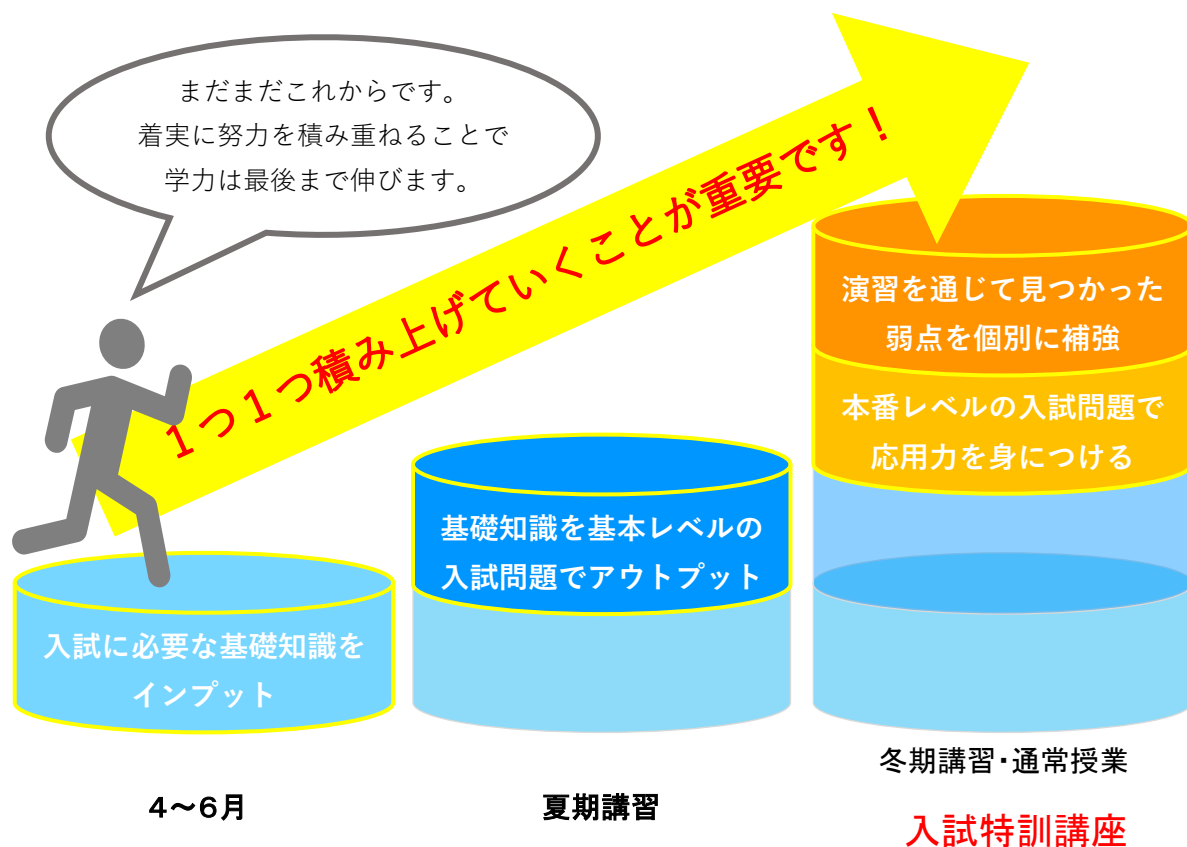 まだまだこれからです。
着実に努力を積み重ねることで
学力は最後まで伸びます。
1つ1つ積み上げていくことが重要です!
演習を通じて見つかった
弱点を個別に補強
本番レベルの入試問題で
応用力を身につける
基礎知識を基本レベルの
入試問題でアウトプット
入試に必要な基礎知識を
インプット
4~6月
夏期講習
冬期講習・通常授業
入試特訓講座